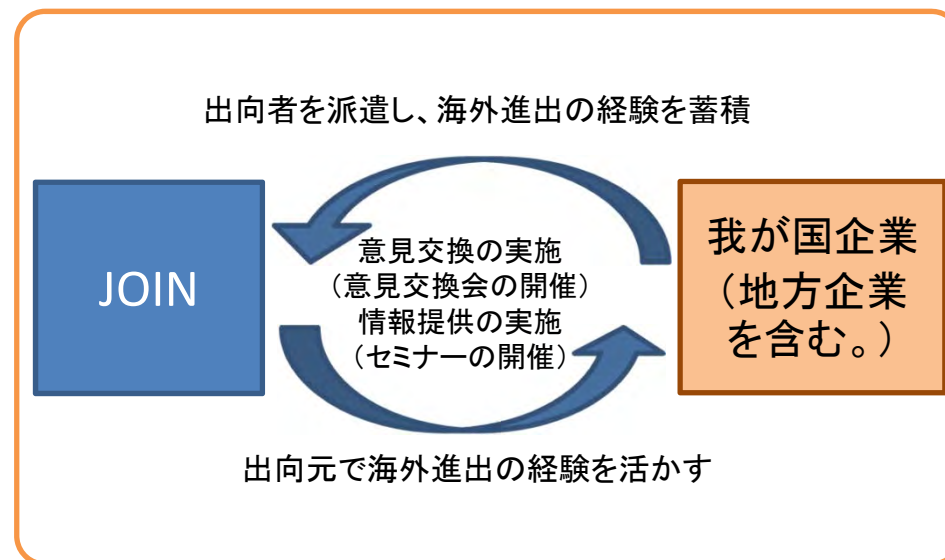 出向者を派遣し、海外進出の経験を蓄積
JOIN
意見交換の実施
（意見交換会の開催）
情報提供の実施
（セミナーの開催）
我が国企業
（地方企業
を含む。）
出向元で海外進出の経験を活かす